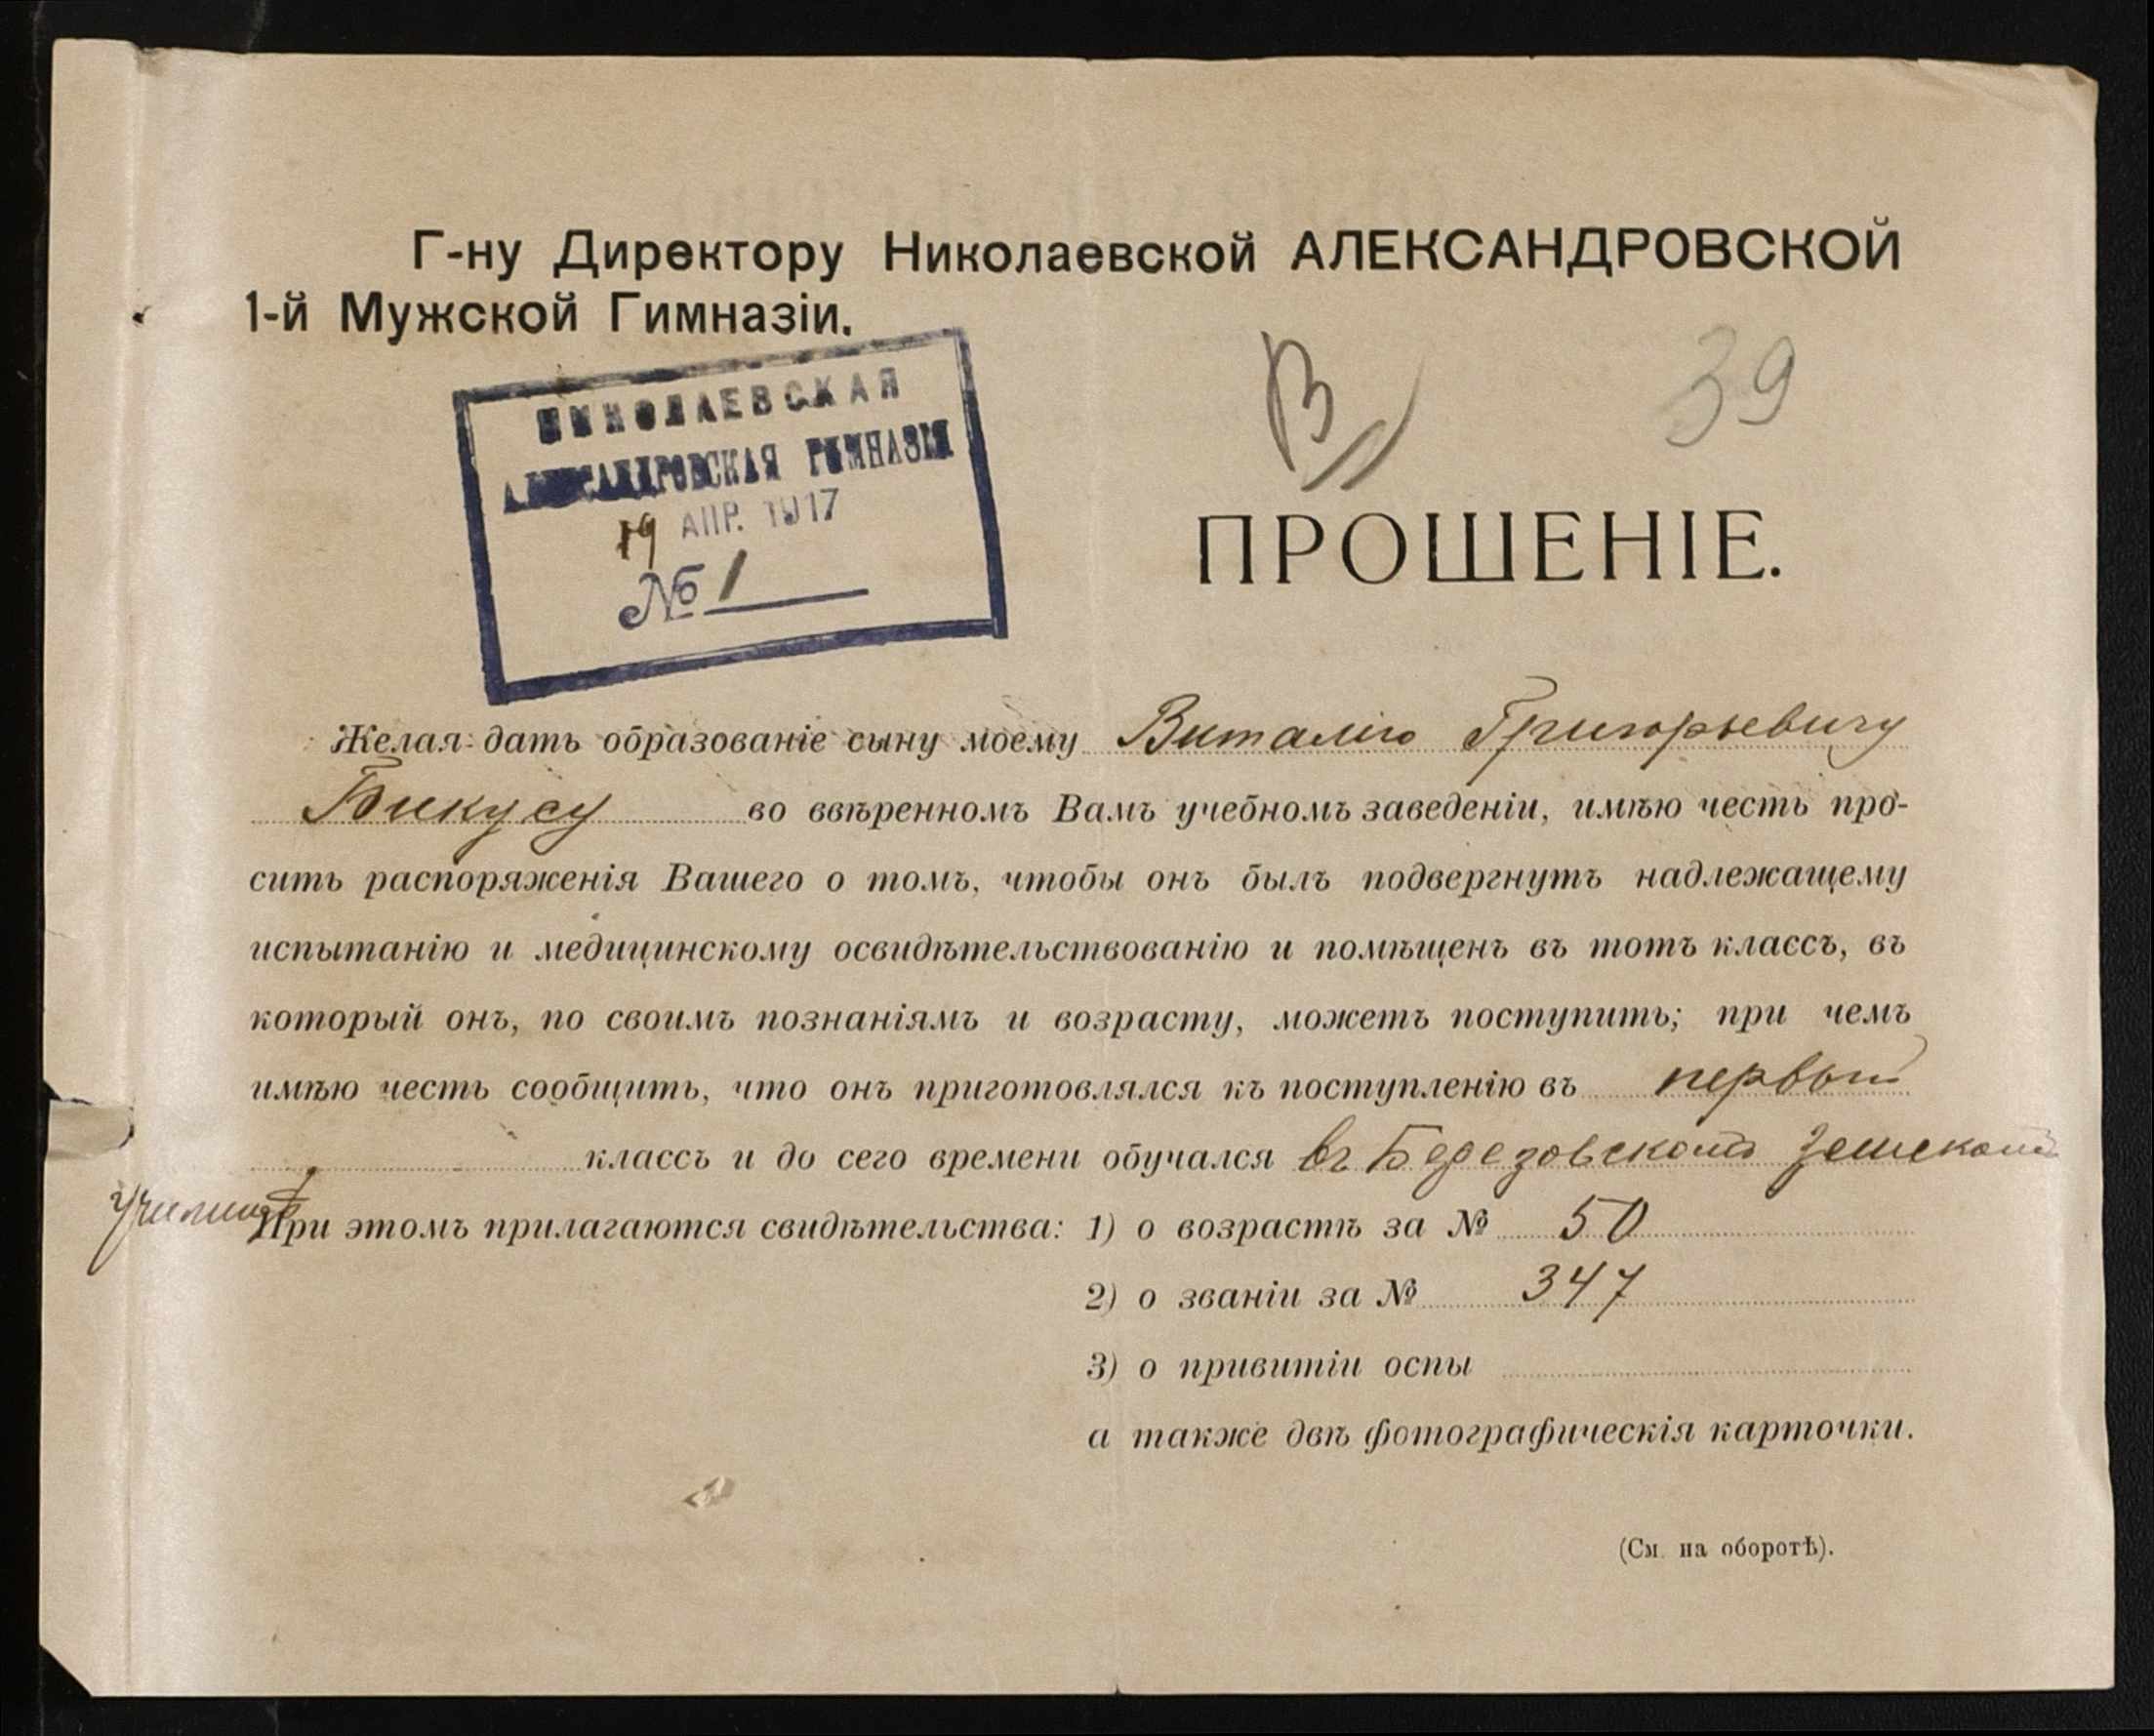 Г-ну Директору Николаевской АЛЕКСАНДРОВСКОЙ
1-й Мужской Гимназіи.
НИКОЛАЕВСКАЯ
АЛЕКСАНДРОВСКАЯ ГИМНАЗІЯ
19 АПР. 1917
№ 1
В
39
ПРОШЕНІЕ.
Желая дать образованіе сыну моему Виталію Григорьевичу
Бикусу во ввѣренномъ Вамъ учебномъ заведеніи, имѣю честь про-
сить распоряженія Вашего о томъ, чтобы онъ былъ подвергнутъ надлежащему
испытанію и медицинскому освидѣтельствованію и помѣщенъ въ тотъ классъ, въ
который онъ, по своимъ познаніямъ и возрасту, можетъ поступить; при чемъ
имѣю честь сообщить, что онъ приготовлялся къ поступленію въ первый
классъ и до сего времени обучался въ Березовскомъ Земском
училищѣ
При этомъ прилагаются свидѣтельства: 1) о возрастѣ за № 50
2) о званіи за № 347
3) о привитіи оспы
а также двѣ фотографическія карточки.
(См. на оборотѣ).